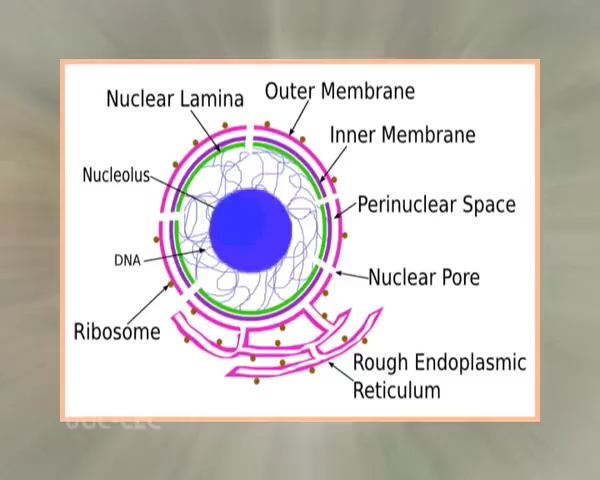 Nuclear Lamina
Outer Membrane
Inner Membrane
Nucleolus
Perinuclear Space
DNA
Nuclear Pore
Ribosome
Rough Endoplasmic
Reticulum